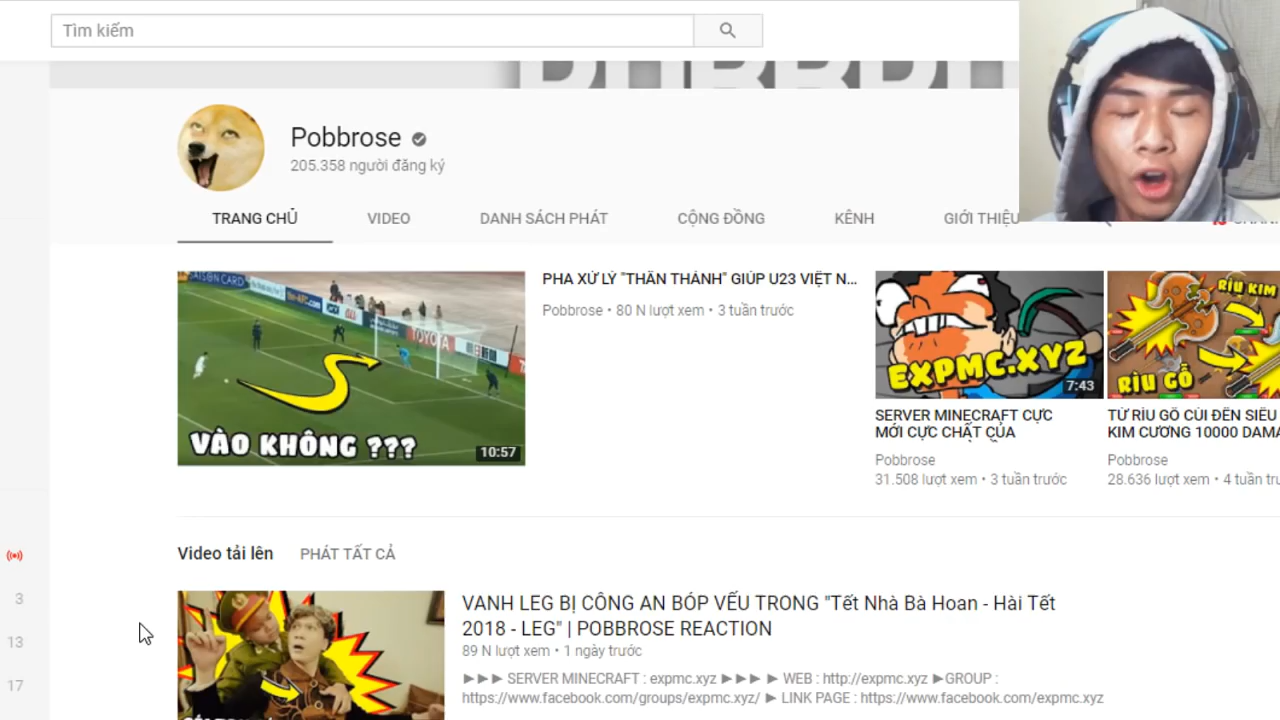 Tìm kiếm
Pobbrose
205.358 người đăng ký
TRANG CHỦ
VIDEO
DANH SÁCH PHÁT
CỘNG ĐỒNG
KÊNH
GIỚI THIỆU
VÀO KHÔNG ???
10:57
PHA XỬ LÝ "THẦN THÁNH" GIÚP U23 VIỆT N...
Pobbrose • 80 N lượt xem • 3 tuần trước
TOYOTA
EXPMC.XYZ
7:43
SERVER MINECRAFT CỰC
MỚI CỰC CHẤT CỦA
Pobbrose
31.508 lượt xem • 3 tuần trước
RÌU KIM
RÌU GỖ
TỪ RÌU GỖ CÙI ĐẾN SIÊU
KIM CƯƠNG 10000 DAMA
Pobbrose
28.636 lượt xem • 4 tuần
Video tải lên
PHÁT TẤT CẢ
VANH LEG BỊ CÔNG AN BÓP VẾU TRONG "Tết Nhà Bà Hoan - Hài Tết
2018 - LEG" | POBBROSE REACTION
89 N lượt xem • 1 ngày trước
►►► SERVER MINECRAFT : expmc.xyz ►►► ► WEB : http://expmc.xyz ►GROUP :
https://www.facebook.com/groups/expmc.xyz/ ► LINK PAGE : https://www.facebook.com/expmc.xyz
3
13
17